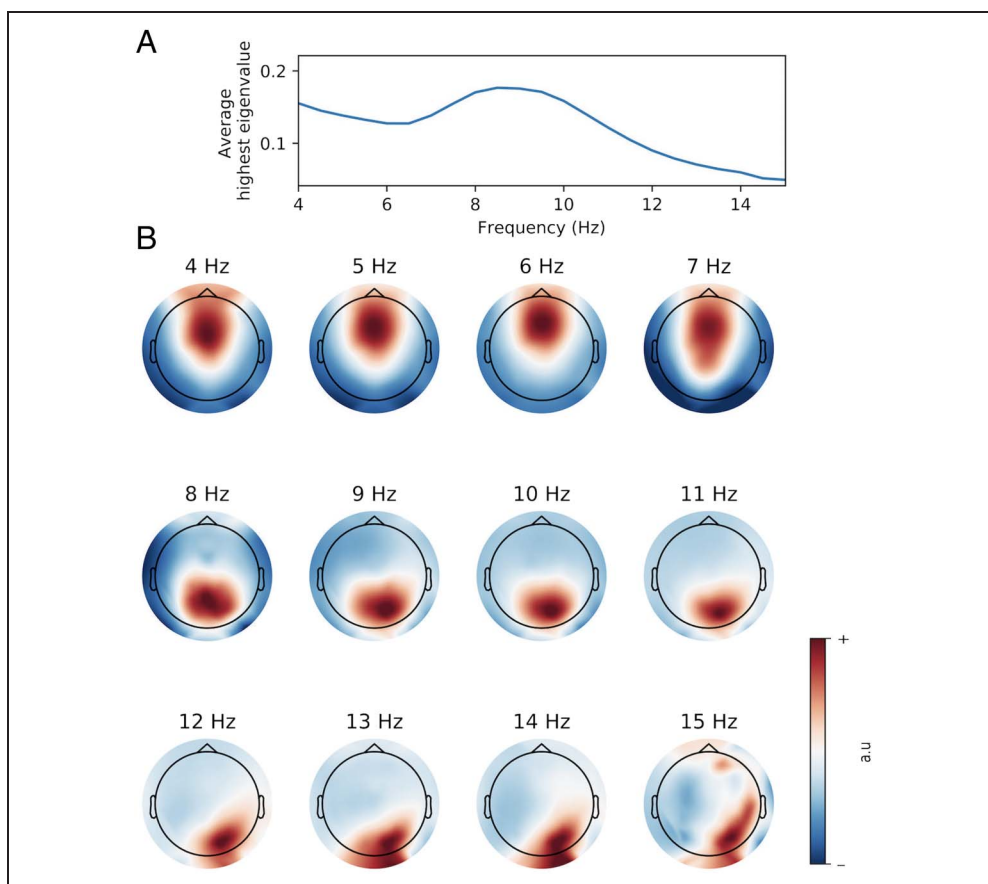 A
Average
highest eigenvalue
0.2
0.1
4 6 8 10 12 14
Frequency (Hz)
B
4 Hz 5 Hz 6 Hz 7 Hz
8 Hz 9 Hz 10 Hz 11 Hz
12 Hz 13 Hz 14 Hz 15 Hz
+
a.u
−